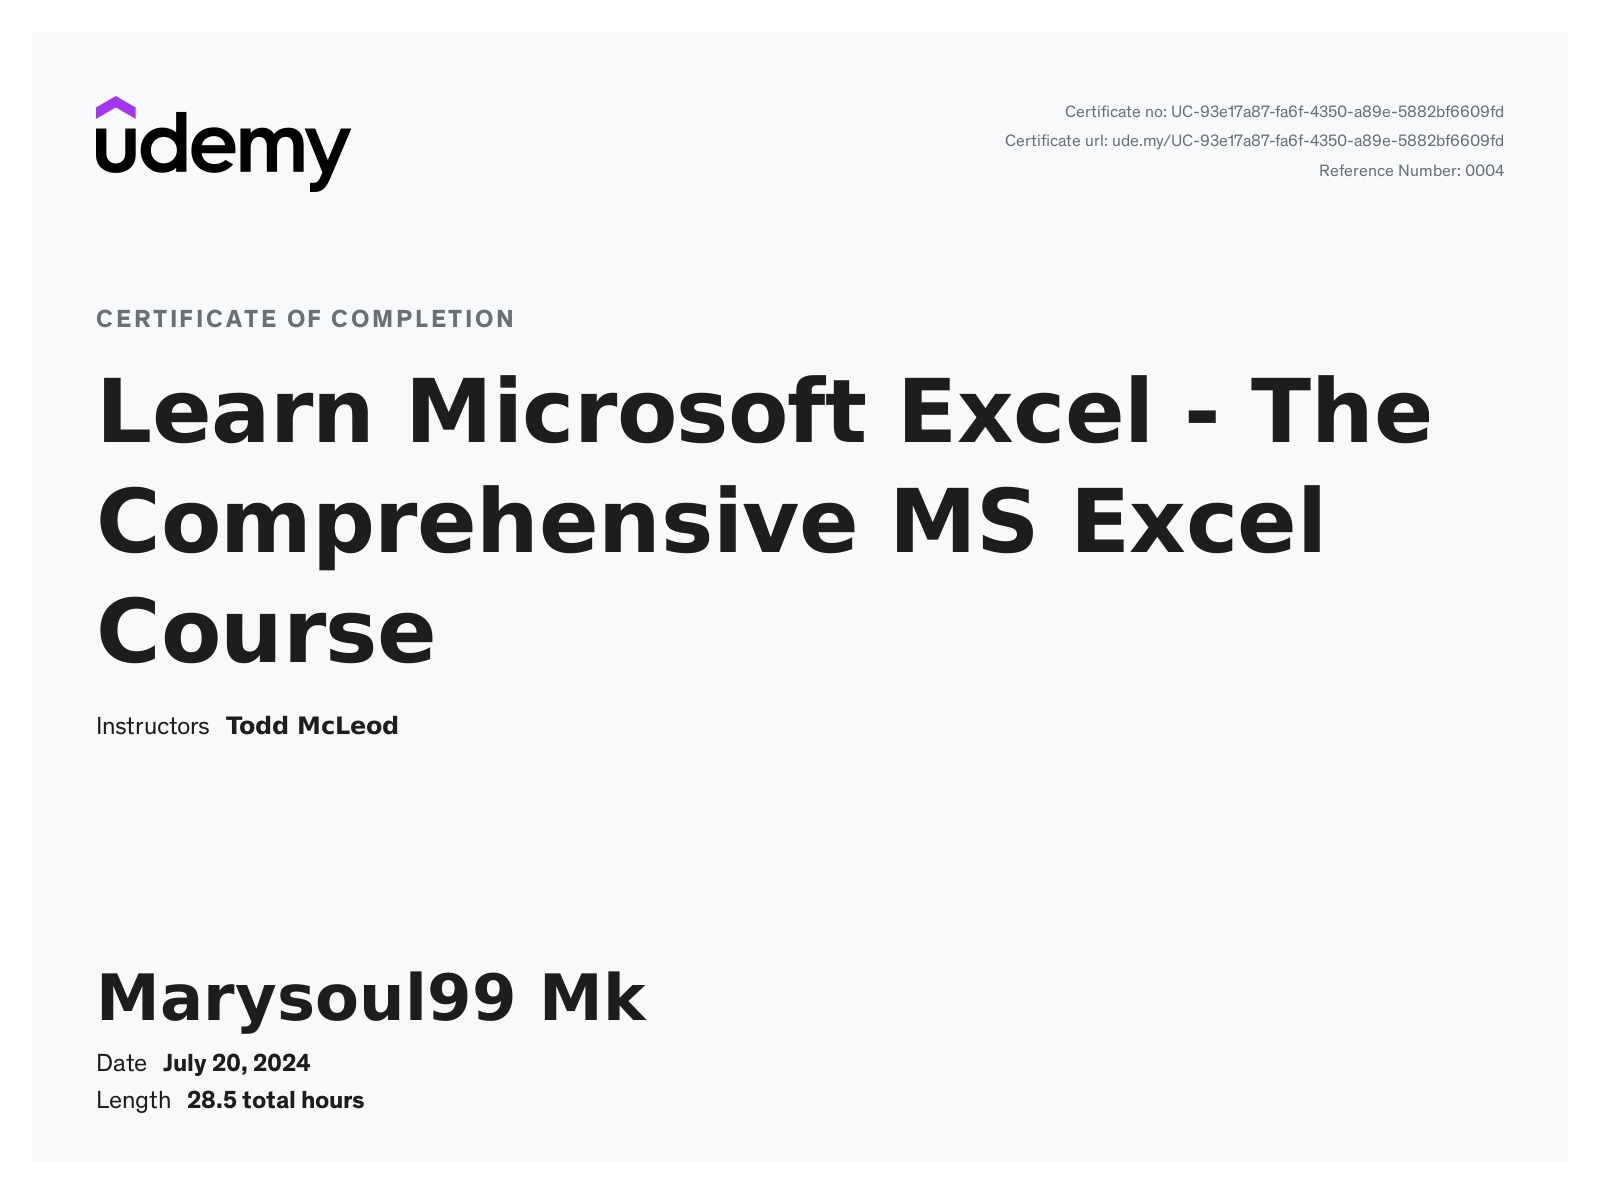 udemy
Certificate no: UC-93e17a87-fa6f-4350-a89e-5882bf6609fd
Certificate url: ude.my/UC-93e17a87-fa6f-4350-a89e-5882bf6609fd
Reference Number: 0004
CERTIFICATE OF COMPLETION
Learn Microsoft Excel - The
Comprehensive MS Excel
Course
Instructors Todd McLeod
Marysoul99 Mk
Date July 20, 2024
Length 28.5 total hours